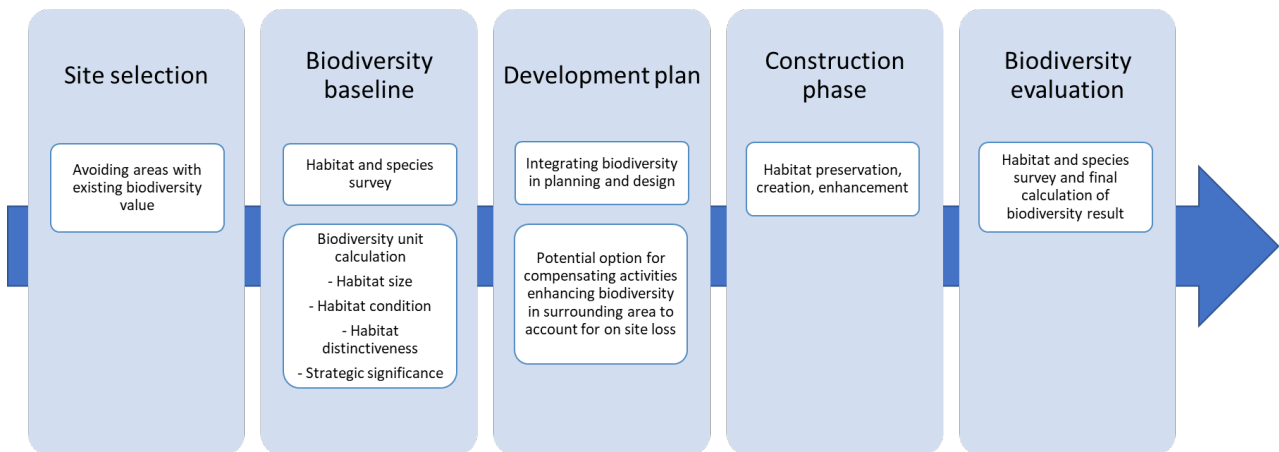 Site selection
Avoiding areas with
existing biodiversity
value
Biodiversity
baseline
Habitat and species
survey
Biodiversity unit
calculation
- Habitat size
- Habitat condition
- Habitat
distinctiveness
- Strategic significance
Development plan
Integrating biodiversity
in planning and design
Potential option for
compensating activities
enhancing biodiversity
in surrounding area to
account for on site loss
Construction
phase
Habitat preservation,
creation, enhancement
Biodiversity
evaluation
Habitat and species
survey and final
calculation of
biodiversity result